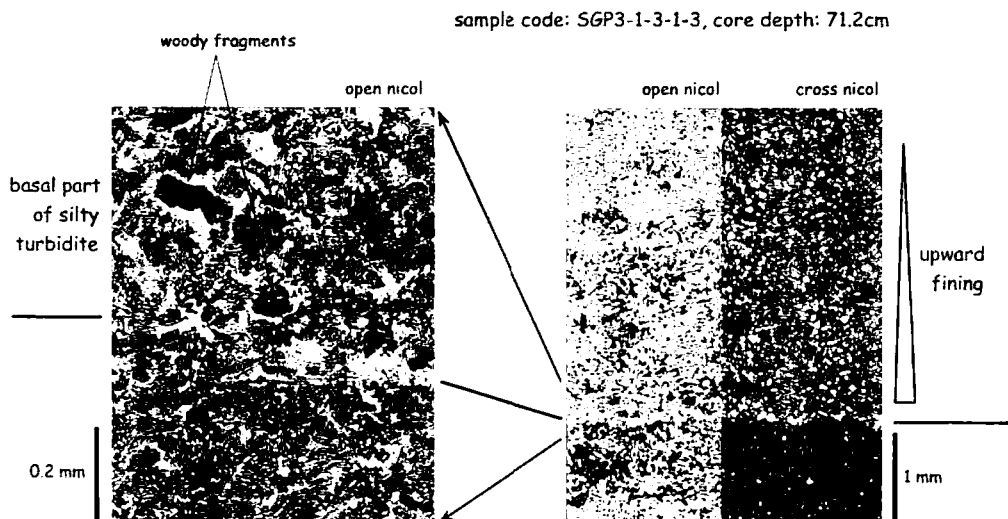 sample code: SGP3-1-3-1-3, core depth: 71.2cm
woody fragments
open nicol
open nicol
cross nicol
basal part
of silty
turbidite
upward
fining
0.2 mm
1 mm